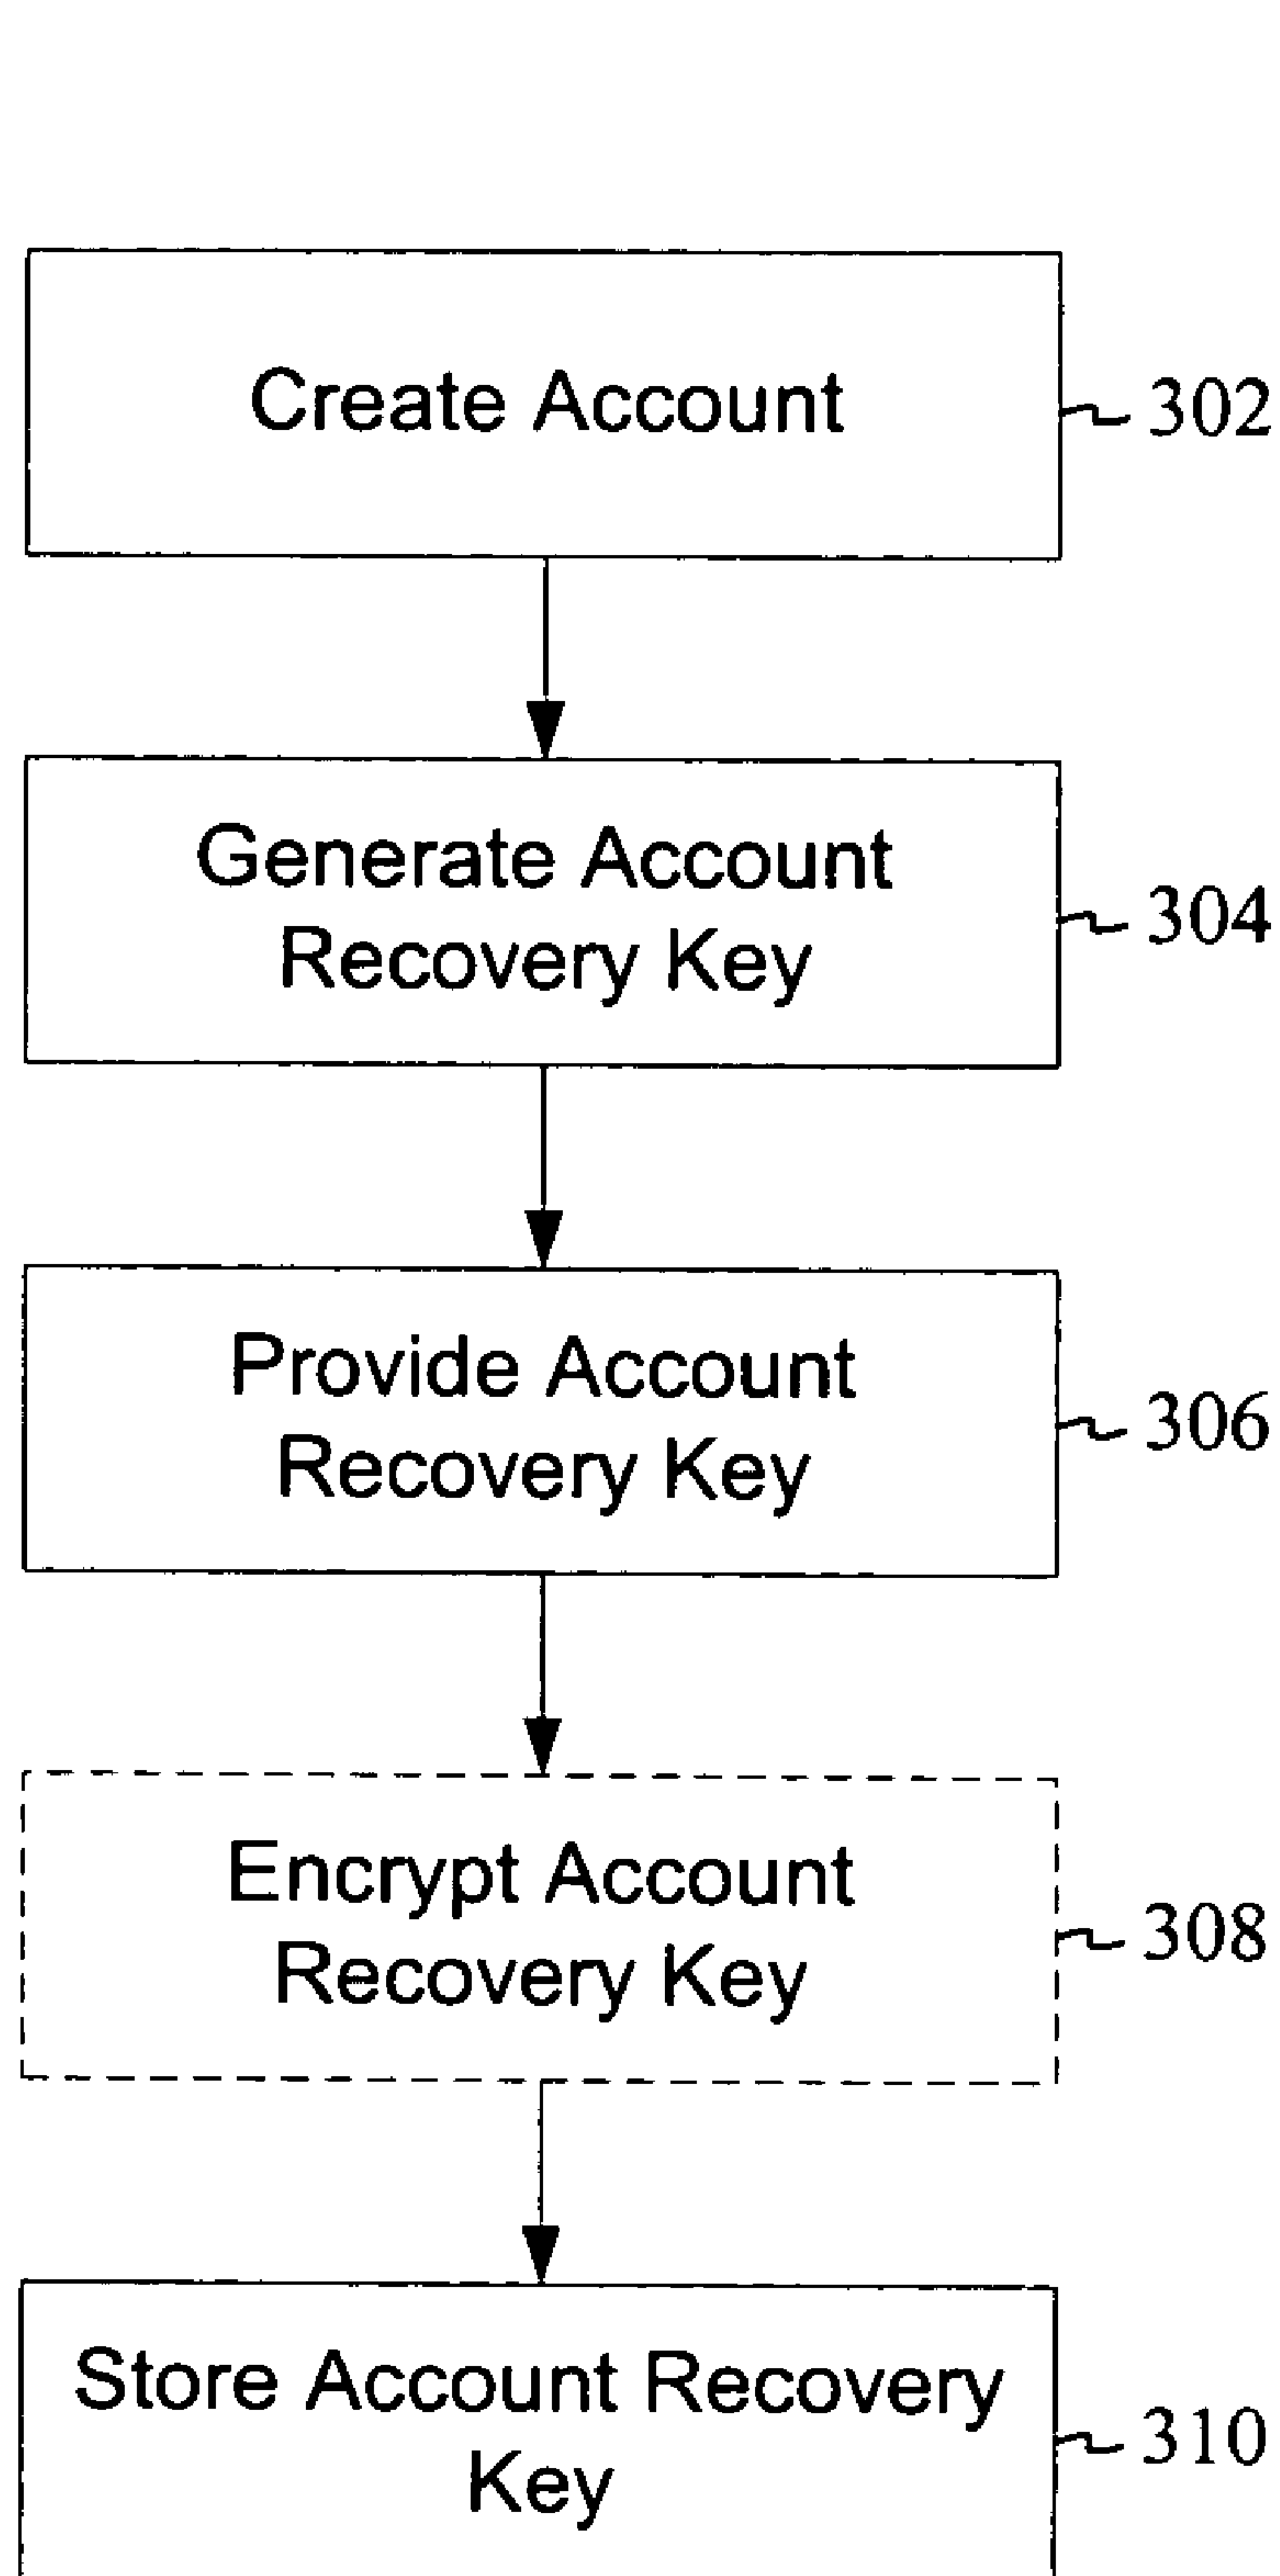 Create Account
302
Generate Account
Recovery Key
304
Provide Account
Recovery Key
306
Encrypt Account
Recovery Key
308
Store Account Recovery
Key
310